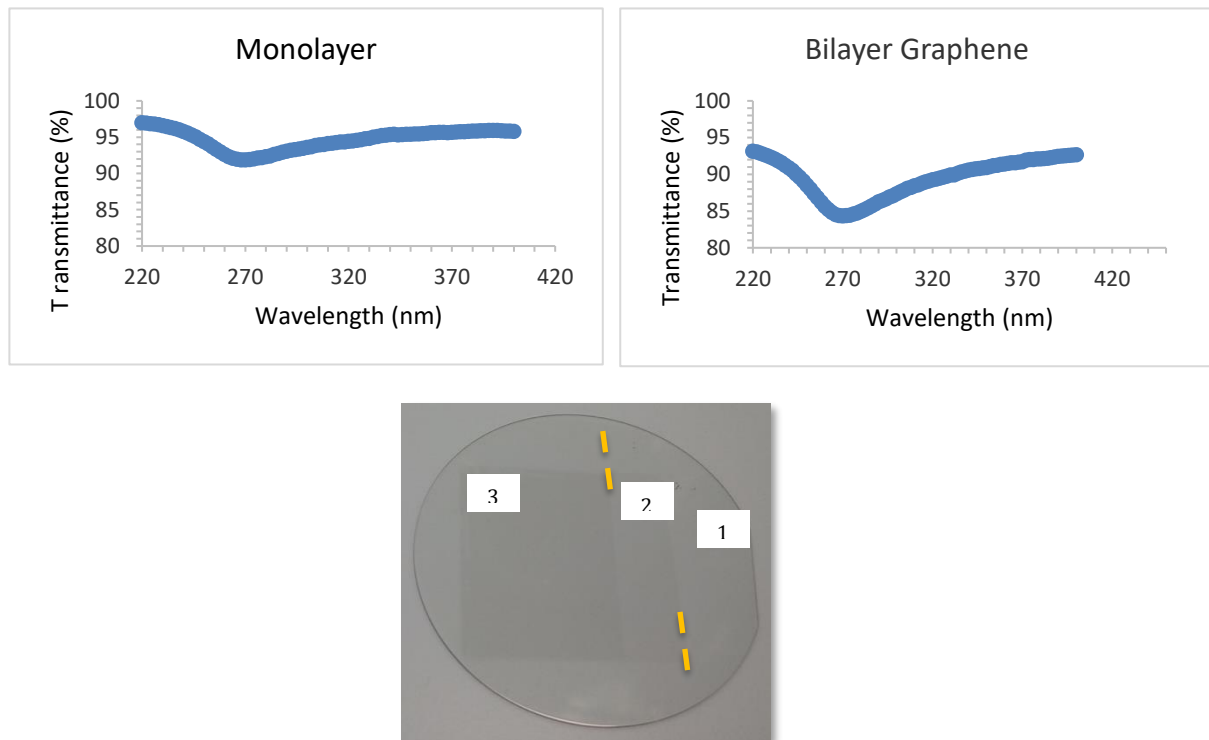 Monolayer
Transmittance (%)
100
95
90
85
80
220 270 320 370 420
Wavelength (nm)
Bilayer Graphene
Transmittance (%)
100
95
90
85
80
220 270 320 370 420
Wavelength (nm)
3
2
1